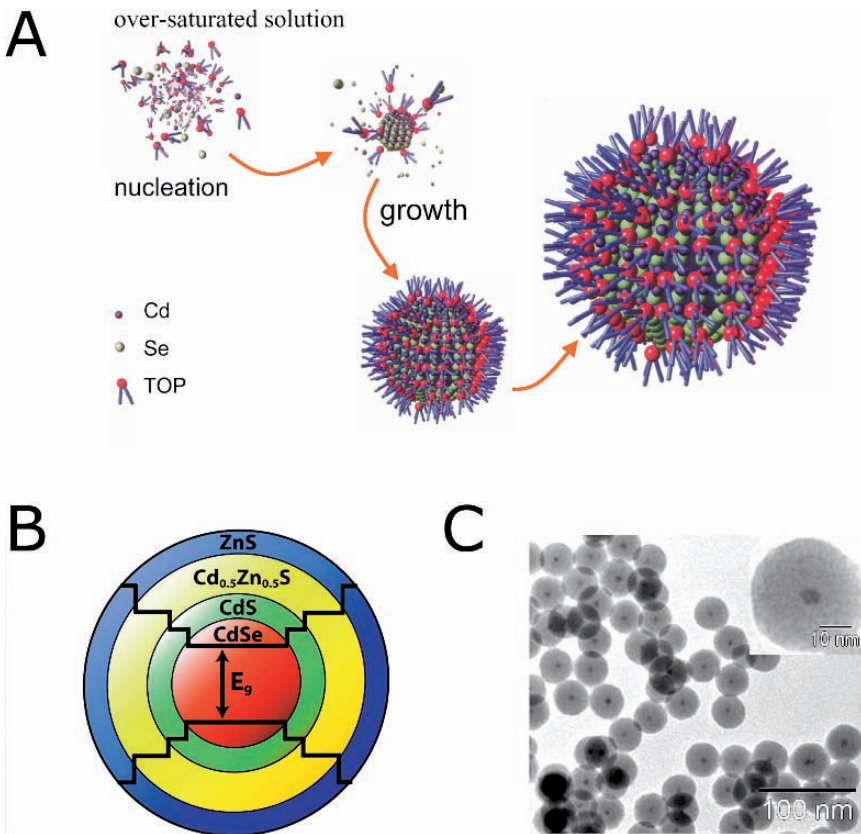 A
over-saturated solution
nucleation
growth
Cd
Se
TOP
B
ZnS
Cd0.5Zn0.5S
CdS
CdSe
Eg
C
10 nm
100 nm